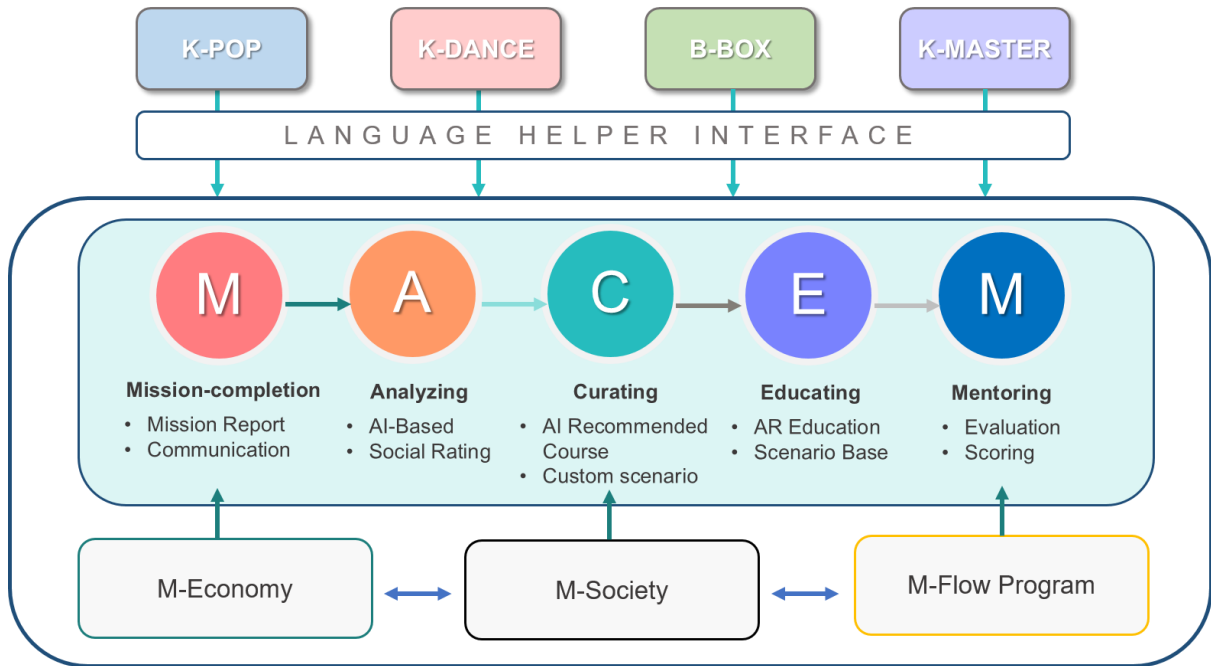 K-POP
K-DANCE
B-BOX
K-MASTER
LANGUAGE HELPER INTERFACE
M
A
C
E
M
Mission-completion
• Mission Report
• Communication
Analyzing
• AI-Based
• Social Rating
Curating
• AI Recommended
Course
• Custom scenario
Educating
• AR Education
• Scenario Base
Mentoring
• Evaluation
• Scoring
M-Economy
M-Society
M-Flow Program